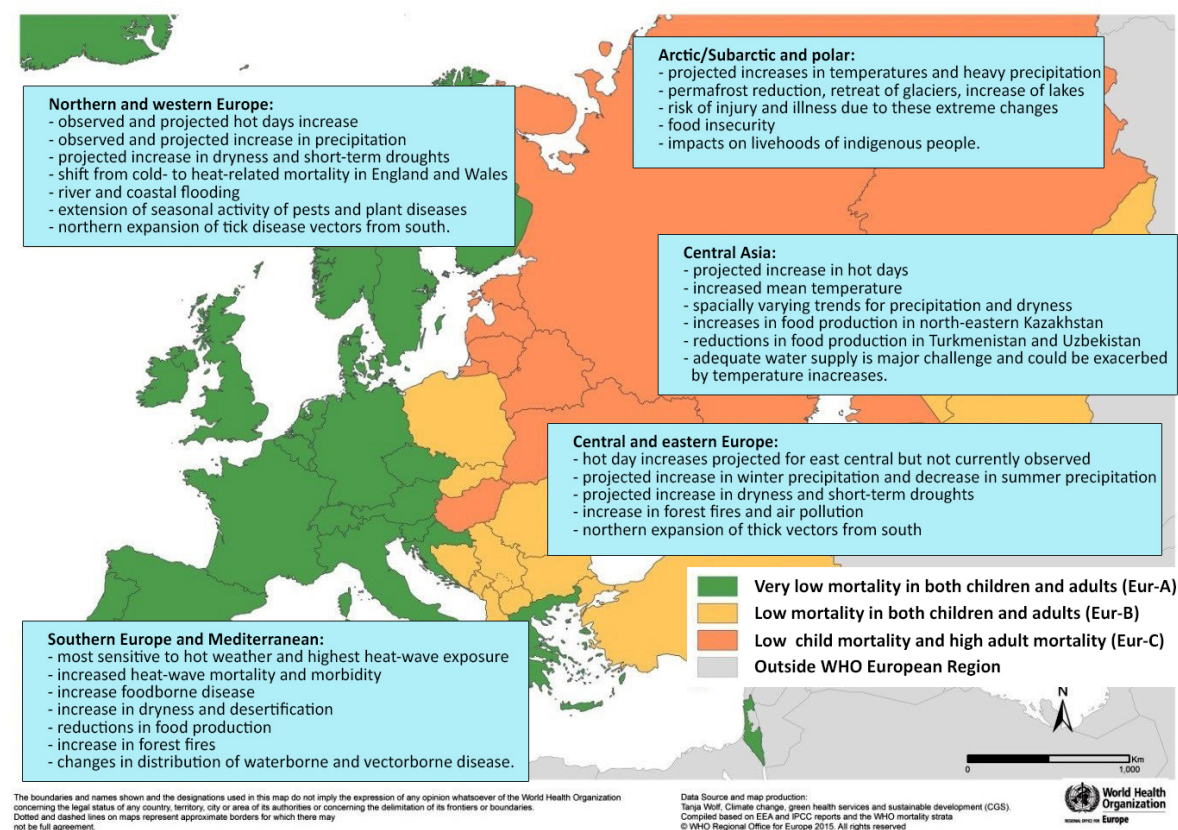 Arctic/Subarctic and polar:
- projected increases in temperatures and heavy precipitation
- permafrost reduction, retreat of glaciers, increase of lakes
- risk of injury and illness due to these extreme changes
- food insecurity
- impacts on livehoods of indigenous people.
Northern and western Europe:
- observed and projected hot days increase
- observed and projected increase in precipitation
- projected increase in dryness and short-term droughts
- shift from cold- to heat-related mortality in England and Wales
- river and coastal flooding
- extension of seasonal activity of pests and plant diseases
- northern expansion of tick disease vectors from south.
Central Asia:
- projected increase in hot days
- increased mean temperature
- spacially varying trends for precipitation and dryness
- increases in food production in north-eastern Kazakhstan
- reductions in food production in Turkmenistan and Uzbekistan
- adequate water supply is major challenge and could be exacerbed
by temperature inacreases.
Central and eastern Europe:
- hot day increases projected for east central but not currently observed
- projected increase in winter precipitation and decrease in summer precipitation
- projected increase in dryness and short-term droughts
- increase in forest fires and air pollution
- northern expansion of thick vectors from south
Very low mortality in both children and adults (Eur-A)
Low mortality in both children and adults (Eur-B)
Low child mortality and high adult mortality (Eur-C)
Outside WHO European Region
Southern Europe and Mediterranean:
- most sensitive to hot weather and highest heat-wave exposure
- increased heat-wave mortality and morbidity
- increase foodborne disease
- increase in dryness and desertification
- reductions in food production
- increase in forest fires
- changes in distribution of waterborne and vectorborne disease.
N
Km
0
1,000
The boundaries and names shown and the designations used in this map do not imply the expression of any opinion whatsoever of the World Health Organization
concerning the legal status of any country, territory, city or area of its authorities or concerning the delimitation of its frontiers or boundaries.
Dotted and dashed lines on maps represent approximate borders for which there may
not be full agreement.
Data Source and map production:
Tanja Wolf, Climate change, green health services and sustainable development (CGS).
Compiled based on EEA and IPCC reports and the WHO mortality strata
© WHO Regional Office for Europe 2015. All rights reserved
World Health
Organization
REGIONAL OFFICE FOR Europe